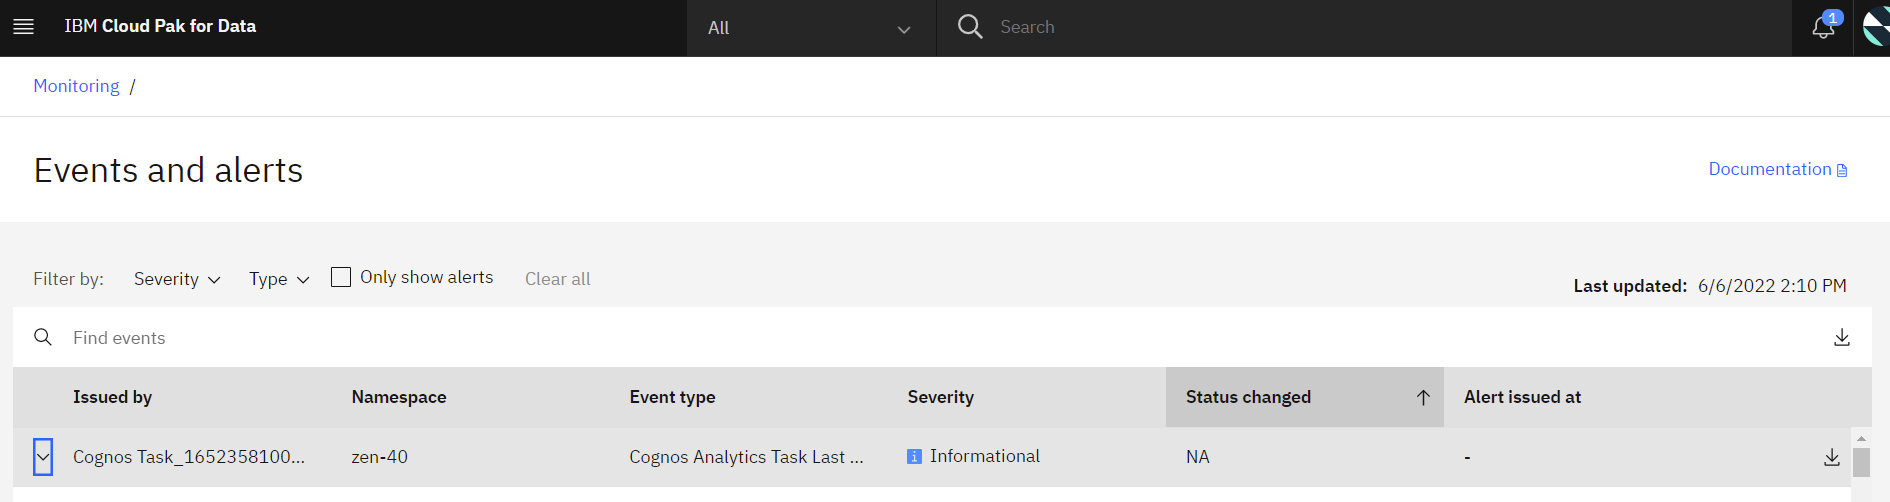 IBM Cloud Pak for Data All Search 1
Monitoring /
Events and alerts Documentation
Filter by: Severity Type Only show alerts Clear all Last updated: 6/6/2022 2:10 PM
Find events
Issued by Namespace Event type Severity Status changed Alert issued at
Cognos Task_1652358100... zen-40 Cognos Analytics Task Last ... Informational NA -